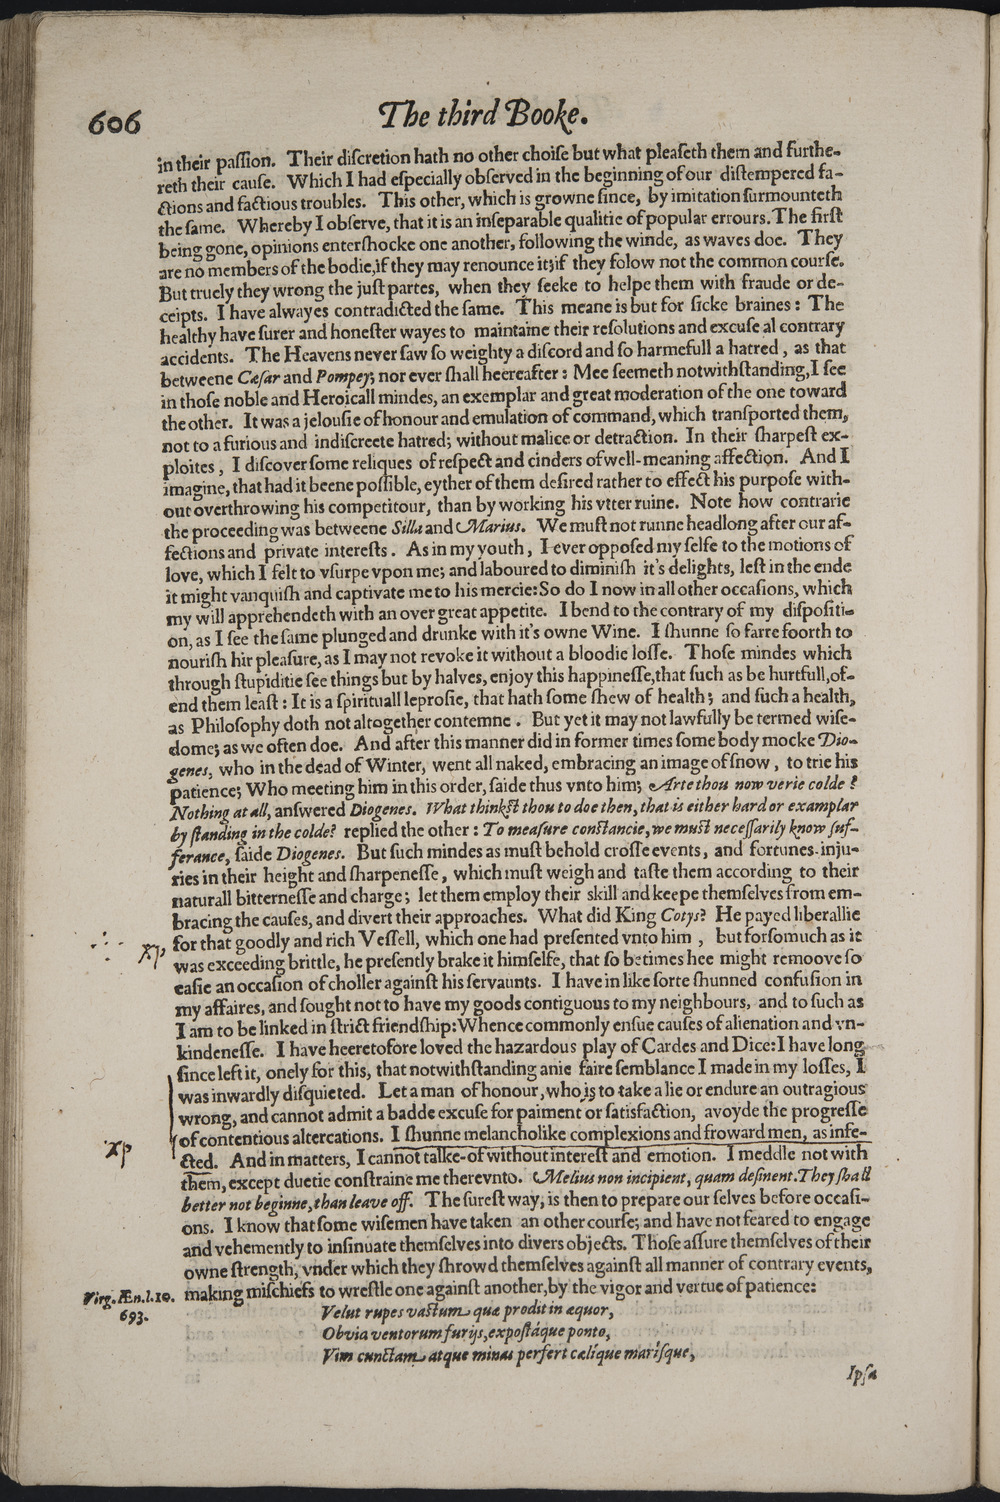 606
The third Booke.
in their paſſion. Their diſcretion hath no other choiſe but what pleaſeth them and furthe-
reth their cauſe. Which I had eſpecially obſerved in the beginning of our diſtempered fa-
ctions and factious troubles. This other, which is growne ſince, by imitation ſurmounteth
the ſame. Whereby I obſerve, that it is an inſeparable qualitie of popular errours. The firſt
being gone, opinions enterſhocke one another, following the winde, as waves doe. They
are no members of the bodie, if they may renounce it; if they folow not the common courſe.
But truely they wrong the juſt partes, when they ſeeke to helpe them with fraude or de-
ceipts. I have alwayes contradicted the ſame. This meane is but for ſicke braines: The
healthy have ſurer and honeſter wayes to maintaine their reſolutions and excuſe al contrary
accidents. The Heavens never ſaw ſo weighty a diſcord and ſo harmefull a hatred, as that
betweene Cæſar and Pompey; nor ever ſhall heereafter: Mee ſeemeth notwithſtanding, I ſee
in thoſe noble and Heroicall mindes, an exemplar and great moderation of the one toward
the other. It was a jelouſie of honour and emulation of command, which tranſported them,
not to a furious and indiſcreete hatred; without malice or detraction. In their ſharpeſt ex-
ploites, I diſcover ſome reliques of reſpect and cinders of well-meaning affection. And I
imagine, that had it beene poſſible, eyther of them deſired rather to effect his purpoſe with-
out overthrowing his competitour, than by working his vtter ruine. Note how contrarie
the proceeding was betweene Silla and Marius. We muſt not runne headlong after our af-
fections and private intereſts. As in my youth, I ever oppoſed my ſelfe to the motions of
love, which I felt to vſurpe vpon me; and laboured to diminiſh it's delights, leſt in the ende
it might vanquiſh and captivate me to his mercie: So do I now in all other occaſions, which
my will apprehendeth with an over great appetite. I bend to the contrary of my diſpoſiti-
on, as I ſee the ſame plunged and drunke with it's owne Wine. I ſhunne ſo farre foorth to
nouriſh hir pleaſure, as I may not revoke it without a bloodie loſſe. Thoſe mindes which
through ſtupiditie ſee things but by halves, enjoy this happineſſe, that ſuch as be hurtfull, of-
end them leaſt: It is a ſpirituall leproſie, that hath ſome ſhew of health; and ſuch a health,
as Philoſophy doth not altogether contemne. But yet it may not lawfully be termed wiſe-
dome; as we often doe. And after this manner did in former times ſome body mocke Dio-
genes, who in the dead of Winter, went all naked, embracing an image of ſnow, to trie his
patience; Who meeting him in this order, ſaide thus vnto him; Arte thou now verie colde?
Nothing at all, anſwered Diogenes. What thinkſt thou to doe then, that is either hard or examplar
by ſtanding in the colde? replied the other: To meaſure conſtancie, we muſt neceſſarily know ſuf-
ferance, ſaide Diogenes. But ſuch mindes as muſt behold croſſe events, and fortunes inju-
ries in their height and ſharpeneſſe, which muſt weigh and taſte them according to their
naturall bitterneſſe and charge; let them employ their skill and keepe themſelves from em-
bracing the cauſes, and divert their approaches. What did King Cotys? He payed liberallie
for that goodly and rich Veſſell, which one had preſented vnto him, but forſomuch as it
was exceeding brittle, he preſently brake it himſelfe, that ſo betimes hee might remoove ſo
eaſie an occaſion of choller againſt his ſervaunts. I have in like ſorte ſhunned confuſion in
my affaires, and ſought not to have my goods contiguous to my neighbours, and to ſuch as
I am to be linked in ſtrict friendſhip: Whence commonly enſue cauſes of alienation and vn-
kindeneſſe. I have heeretofore loved the hazardous play of Cardes and Dice: I have long
ſince left it, onely for this, that notwithſtanding anie faire ſemblance I made in my loſſes, I
was inwardly diſquieted. Let a man of honour, who is to take a lie or endure an outragious
wrong, and cannot admit a badde excuſe for paiment or ſatisfaction, avoyde the progreſſe
of contentious altercations. I ſhunne melancholike complexions and froward men, as infe-
cted. And in matters, I cannot talke-of without intereſt and emotion. I meddle not with
them, except duetie conſtraine me therevnto. Melius non incipient, quam deſinent. They ſhall
better not beginne, than leave off. The ſureſt way, is then to prepare our ſelves before occaſi-
ons. I know that ſome wiſemen have taken an other courſe; and have not feared to engage
and vehemently to inſinuate themſelves into divers objects. Thoſe aſſure themſelves of their
owne ſtrength, vnder which they ſhrowd themſelves againſt all manner of contrary events,
making miſchiefs to wreſtle one againſt another, by the vigor and vertue of patience:
Virg. Æn. l. 10.
693.
Velut rupes vaſtum quæ prodit in æquor,
Obvia ventorum furijs, expoſtáque ponto,
Vim cunctam atque minas perfert cælíque mariſque,
Ipſa